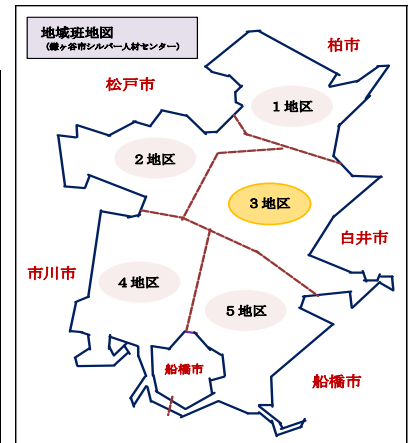 地域班地図
(鎌ヶ谷市シルバー人材センター)
柏市
松戸市
1地区
2地区
3地区
白井市
市川市
4地区
5地区
船橋市
船橋市